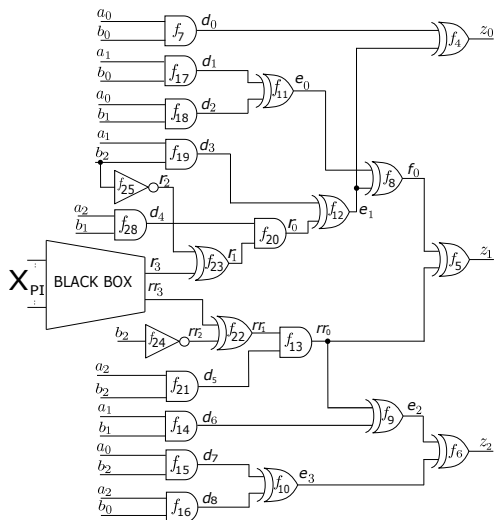 a0 d0
b0 f7 f4 z0
a1 d1
b0 f17 e0
f11
a0 d2
b1 f18
a1 d3
b2 f19 f8 f0
f25 r2 f12 e1
a2 d4
b1 f28 f20 r0
f23 r1 f5 z1
X PI BLACK BOX r3
rr3
b2 f24 rr2 f22 rr1 f13 rr0
a2 d5
b2 f21
a1 d6
b1 f14 f9 e2
a0 d7 f6 z2
b2 f15 f10 e3
a2 d8
b0 f16